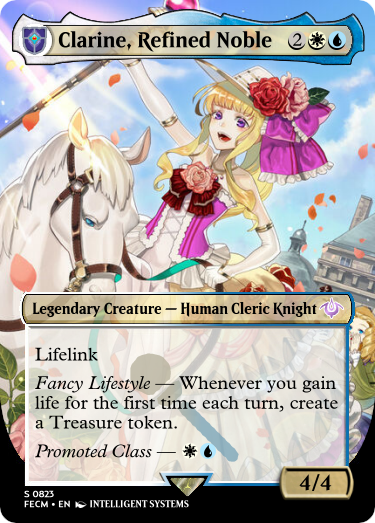 Clarine, Refined Noble 2
Legendary Creature — Human Cleric Knight
Lifelink
Fancy Lifestyle — Whenever you gain
life for the first time each turn, create
a Treasure token.
Promoted Class —
4/4
S 0823
FECM • EN INTELLIGENT SYSTEMS